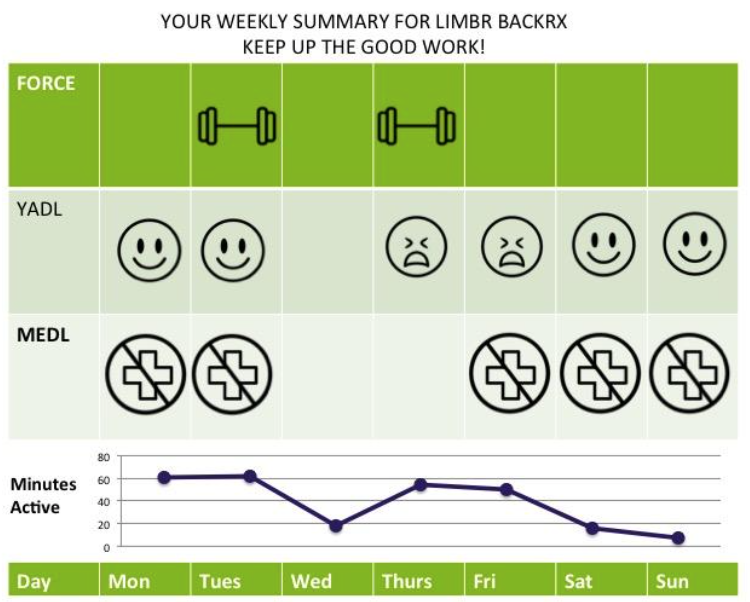 YOUR WEEKLY SUMMARY FOR LIMBR BACKRX
KEEP UP THE GOOD WORK!
FORCE
YADL
MEDL
Minutes
Active
80
60
40
20
0
Day Mon Tues Wed Thurs Fri Sat Sun